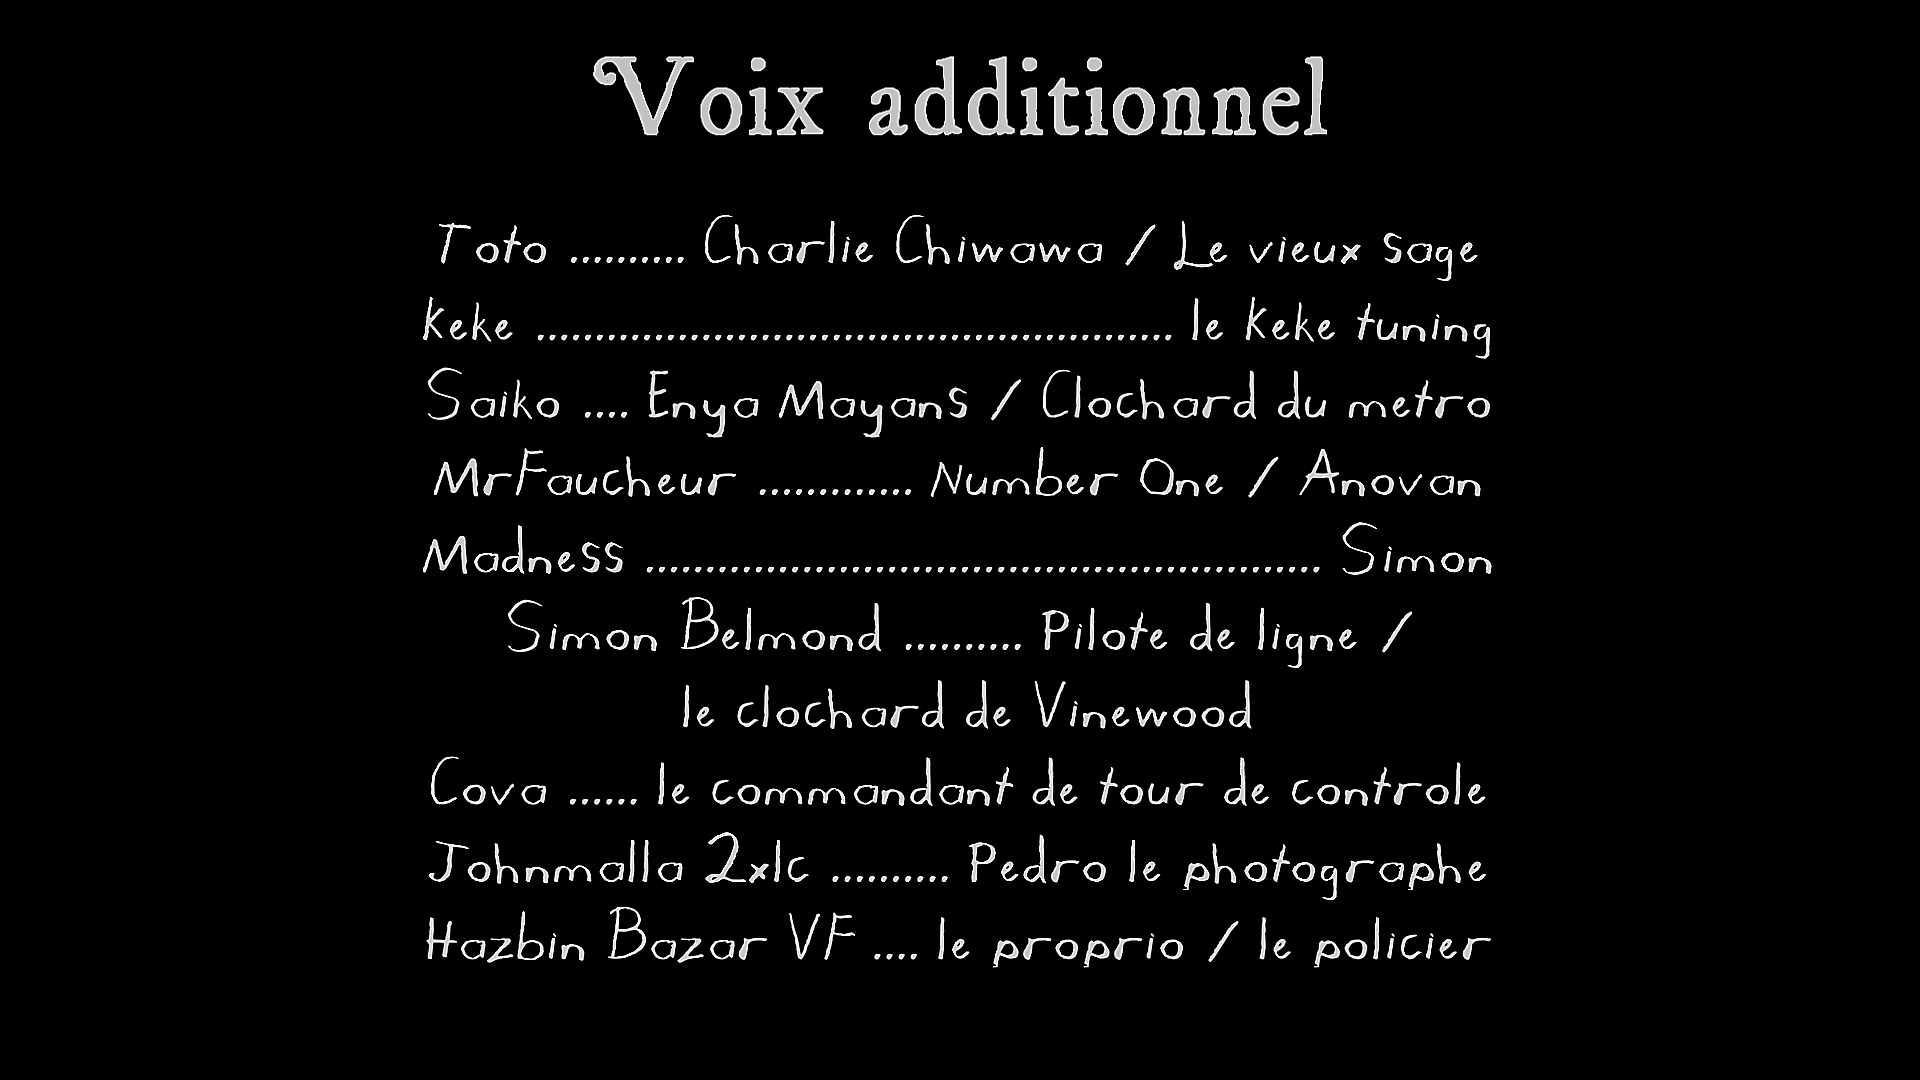 Voix additionnel
Toto .......... Charlie Chiwawa / Le vieux sage
Keke ..................................................... le Keke tuning
Saiko .... Enya Mayans / Clochard du metro
MrFaucheur ............. Number One / Anovan
Madness ........................................................ Simon
Simon Belmond .......... Pilote de ligne /
le clochard de Vinewood
Cova ...... le commandant de tour de controle
Johnmalla 2xlc .......... Pedro le photographe
Hazbin Bazar VF .... le proprio / le policier